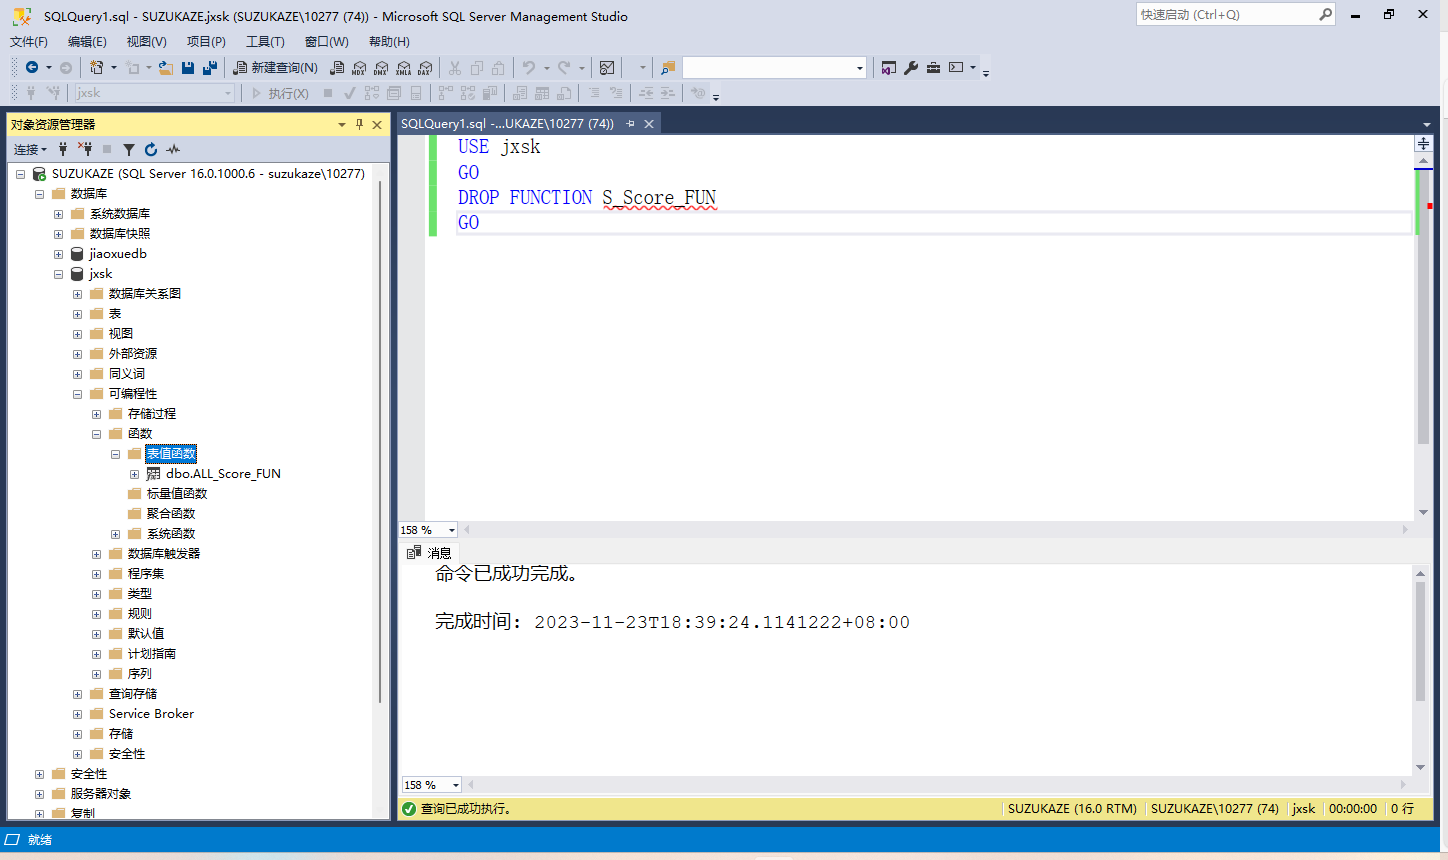 SQLQuery1.sql - SUZUKAZE.jxsk (SUZUKAZE\10277 (74)) - Microsoft SQL Server Management Studio
快速启动 (Ctrl+Q)
文件(F) 编辑(E) 视图(V) 项目(P) 工具(T) 窗口(W) 帮助(H)
新建查询(N) MDX DMX XMLA DAX
jxsk 执行(X)
对象资源管理器
连接
SUZUKAZE (SQL Server 16.0.1000.6 - suzukaze\10277)
数据库
系统数据库
数据库快照
jiaoxuedb
jxsk
数据库关系图
表
视图
外部资源
同义词
可编程性
存储过程
函数
表值函数
dbo.ALL_Score_FUN
标量值函数
聚合函数
系统函数
数据库触发器
程序集
类型
规则
默认值
计划指南
序列
查询存储
Service Broker
存储
安全性
安全性
服务器对象
复制
SQLQuery1.sql -...UKAZE\10277 (74))
USE jxsk
GO
DROP FUNCTION S_Score_FUN
GO
158 %
消息
命令已成功完成。
完成时间: 2023-11-23T18:39:24.1141222+08:00
158 %
查询已成功执行。 SUZUKAZE (16.0 RTM) SUZUKAZE\10277 (74) jxsk 00:00:00 0 行
就绪